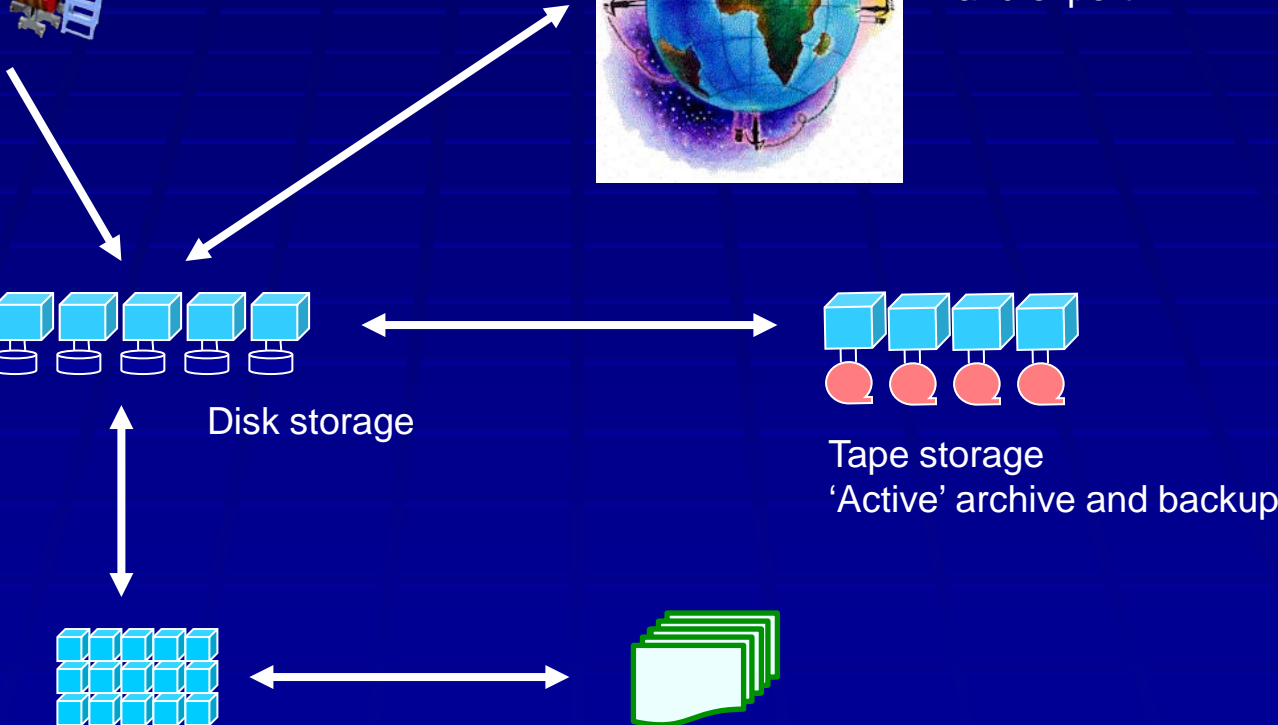 Disk storage
Tape storage
‘Active’ archive and backup